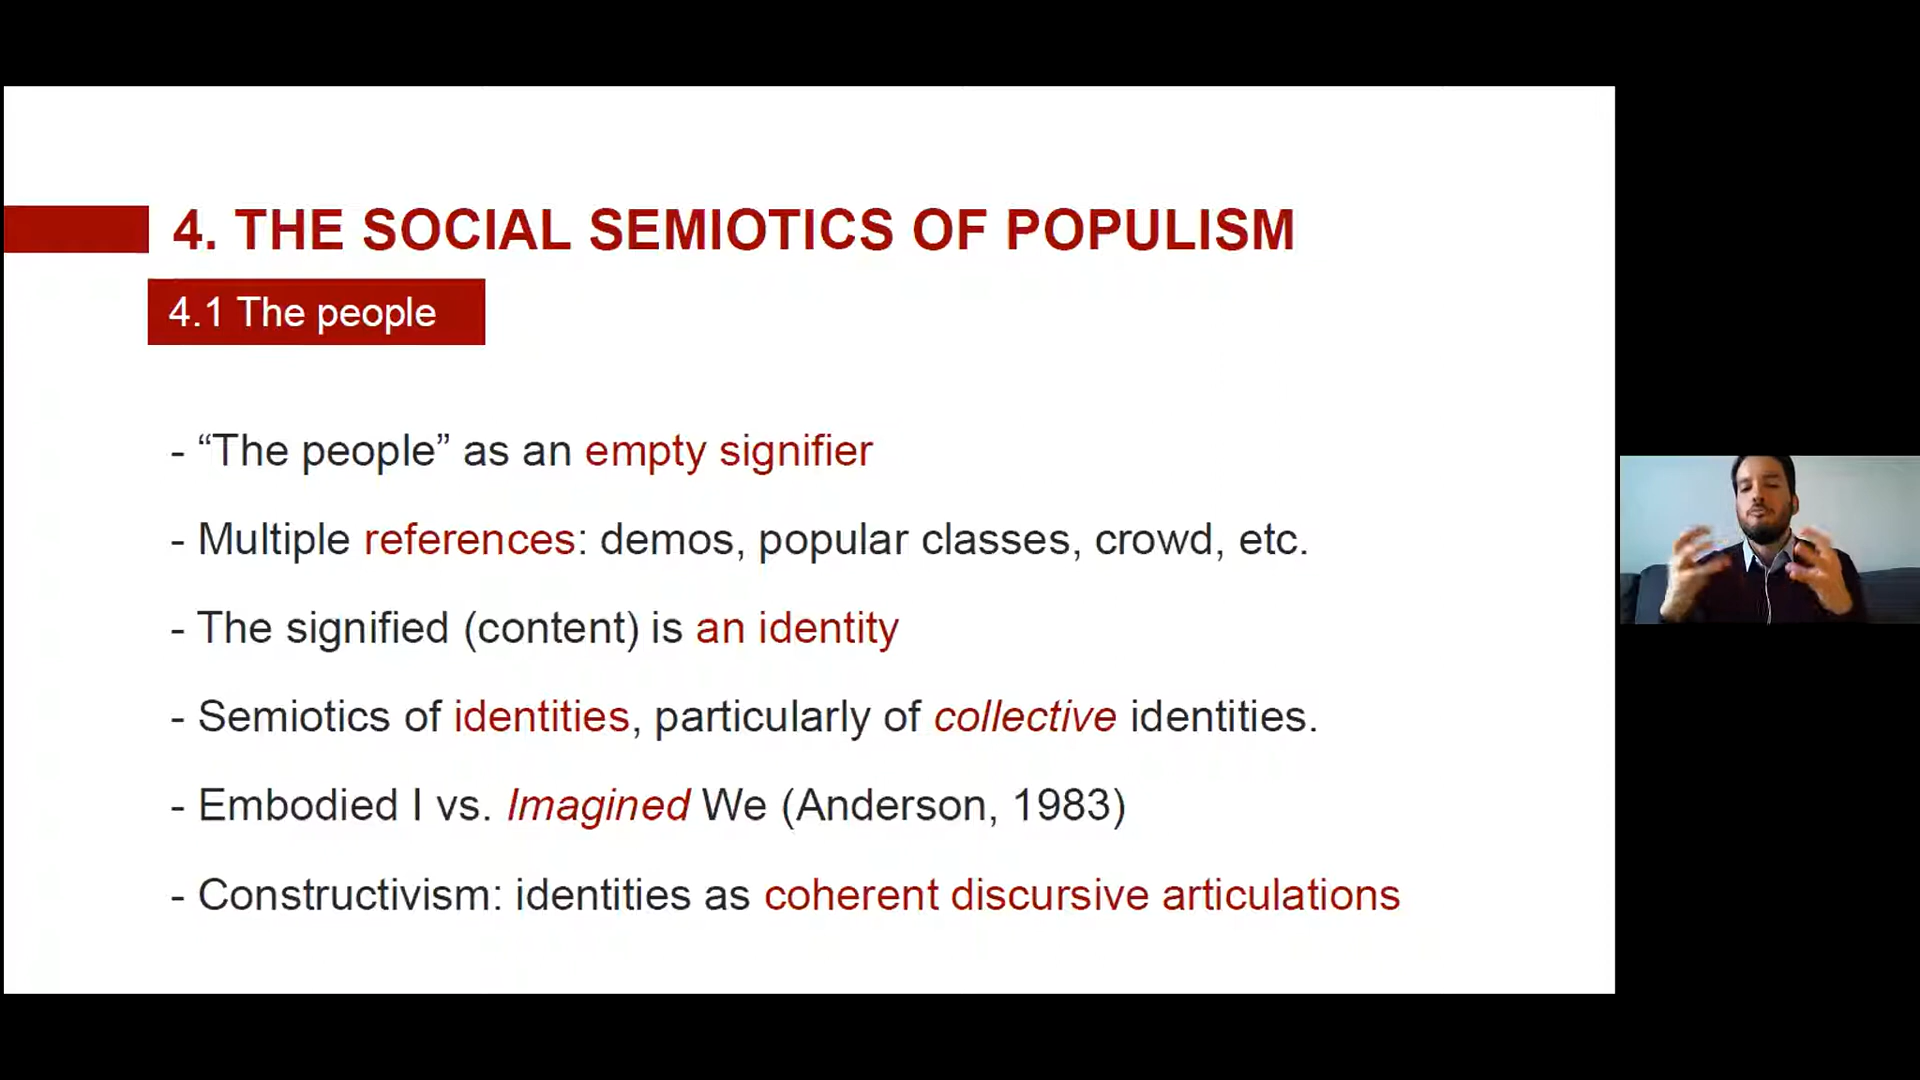 4. THE SOCIAL SEMIOTICS OF POPULISM
4.1 The people
- “The people” as an empty signifier
- Multiple references: demos, popular classes, crowd, etc.
- The signified (content) is an identity
- Semiotics of identities, particularly of collective identities.
- Embodied I vs. Imagined We (Anderson, 1983)
- Constructivism: identities as coherent discursive articulations